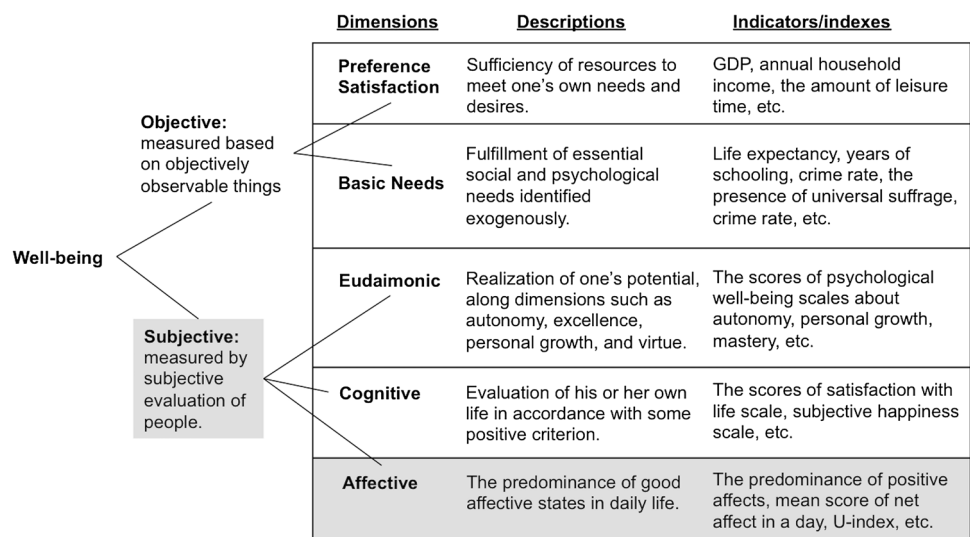 Dimensions
Descriptions
Indicators/indexes
Preference
Satisfaction
Sufficiency of resources to
meet one's own needs and
desires.
GDP, annual household
income, the amount of leisure
time, etc.
Objective:
measured based
on objectively
observable things
Basic Needs
Fulfillment of essential
social and psychological
needs identified
exogenously.
Life expectancy, years of
schooling, crime rate, the
presence of universal suffrage,
crime rate, etc.
Well-being
Eudaimonic
Realization of one's potential,
along dimensions such as
autonomy, excellence,
personal growth, and virtue.
The scores of psychological
well-being scales about
autonomy, personal growth,
mastery, etc.
Subjective:
measured by
subjective
evaluation of
people.
Cognitive
Evaluation of his or her own
life in accordance with some
positive criterion.
The scores of satisfaction with
life scale, subjective happiness
scale, etc.
Affective
The predominance of good
affective states in daily life.
The predominance of positive
affects, mean score of net
affect in a day, U-index, etc.